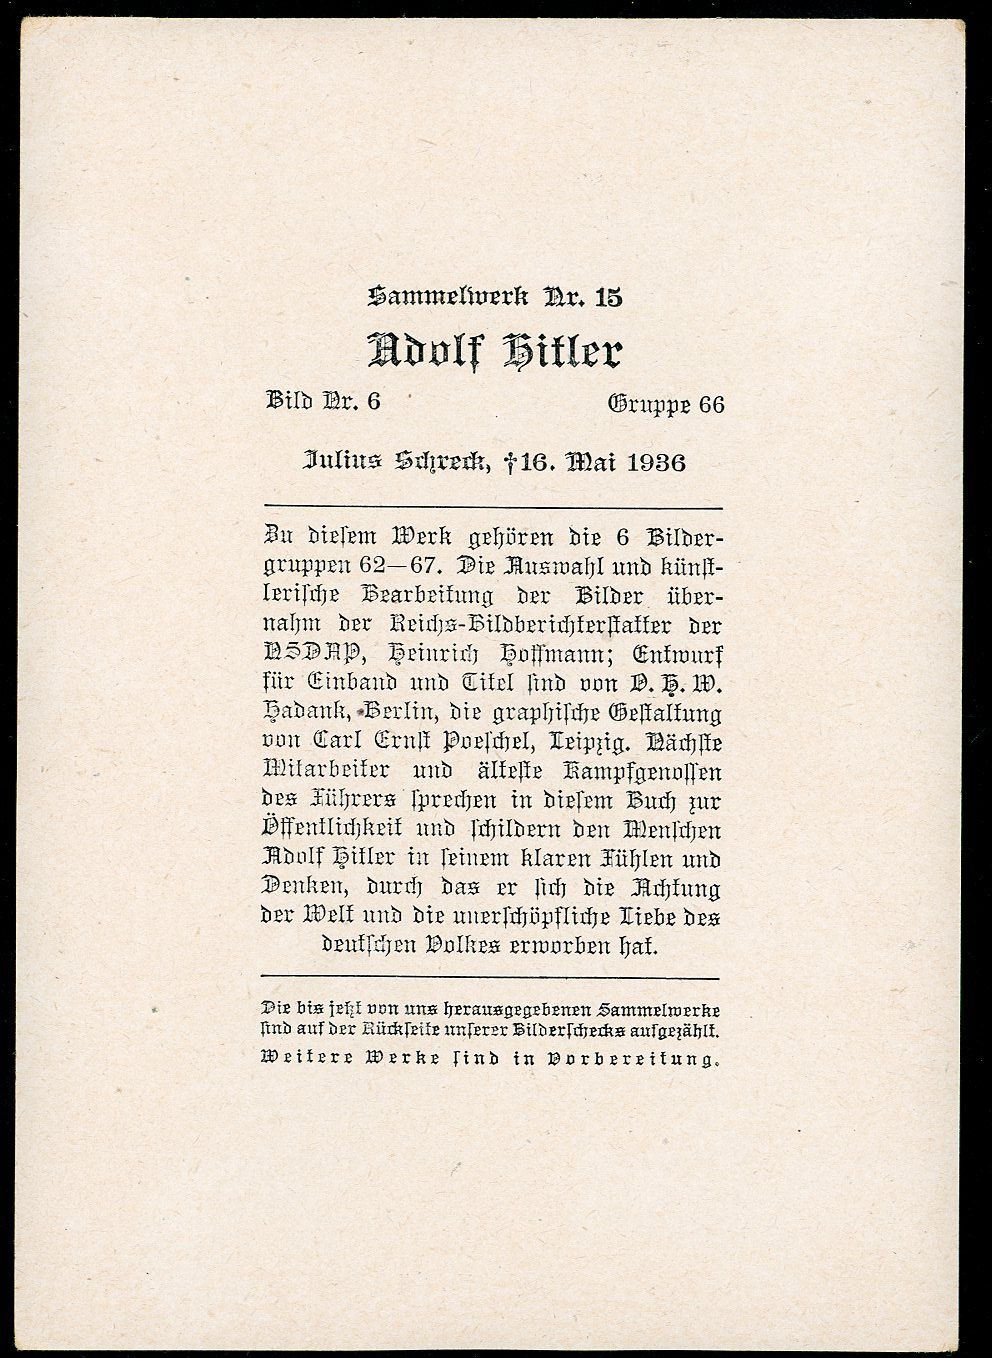 Sammelwerk Nr. 15
Adolf Hitler
Bild Nr. 6 Gruppe 66
Julius Schreck, †16. Mai 1936
Zu diesem Werk gehören die 6 Bilder-
gruppen 62—67. Die Auswahl und künst-
lerische Bearbeitung der Bilder über-
nahm der Reichs-Bildberichterstatter der
NSDAP, Heinrich Hoffmann; Entwurf
für Einband und Titel sind von O. H. W.
Hadank, Berlin, die graphische Gestaltung
von Carl Ernst Poeschel, Leipzig. Nächste
Mitarbeiter und älteste Kampfgenossen
des Führers sprechen in diesem Buch zur
Öffentlichkeit und schildern den Menschen
Adolf Hitler in seinem klaren Fühlen und
Denken, durch das er sich die Achtung
der Welt und die unerschöpfliche Liebe des
deutschen Volkes erworben hat.
Die bis jetzt von uns herausgegebenen Sammelwerke
sind auf der Rückseite unserer Bilderschecks aufgezählt.
Weitere Werke sind in Vorbereitung.